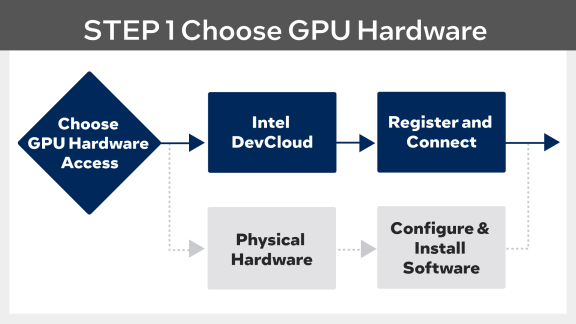 STEP 1 Choose GPU Hardware
Choose
GPU Hardware
Access
Intel
DevCloud
Register and
Connect
Physical
Hardware
Configure &
Install
Software